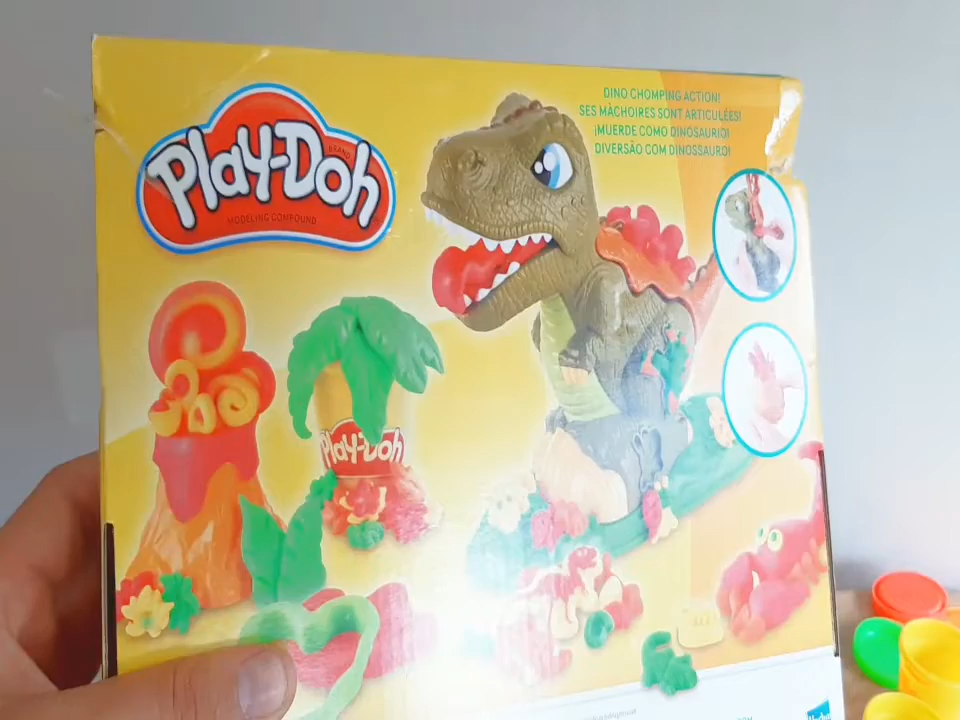 Play-Doh
BRAND
MODELING COMPOUND
DINO CHOMPING ACTION!
SES MÂCHOIRES SONT ARTICULÉES!
¡MUERDE COMO DINOSAURIO!
DIVERSÃO COM DINOSSAURO!
Play-Doh
Hasbro